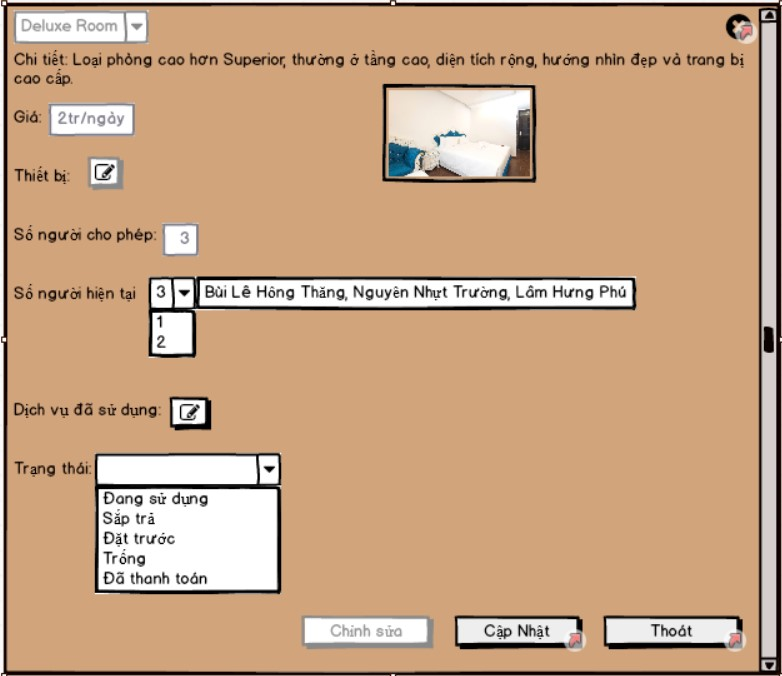 Deluxe Room
Chi tiết: Loại phòng cao hơn Superior, thường ở tầng cao, diện tích rộng, hướng nhìn đẹp và trang bị
cao cấp.
Giá: 2tr/ngày
Thiết bị:
Số người cho phép: 3
Số người hiện tại 3 Bùi Lê Hồng Thắng, Nguyễn Nhựt Trường, Lâm Hưng Phú
1
2
Dịch vụ đã sử dụng:
Trạng thái:
Đang sử dụng
Sắp trả
Đặt trước
Trống
Đã thanh toán
Chỉnh sửa Cập Nhật Thoát